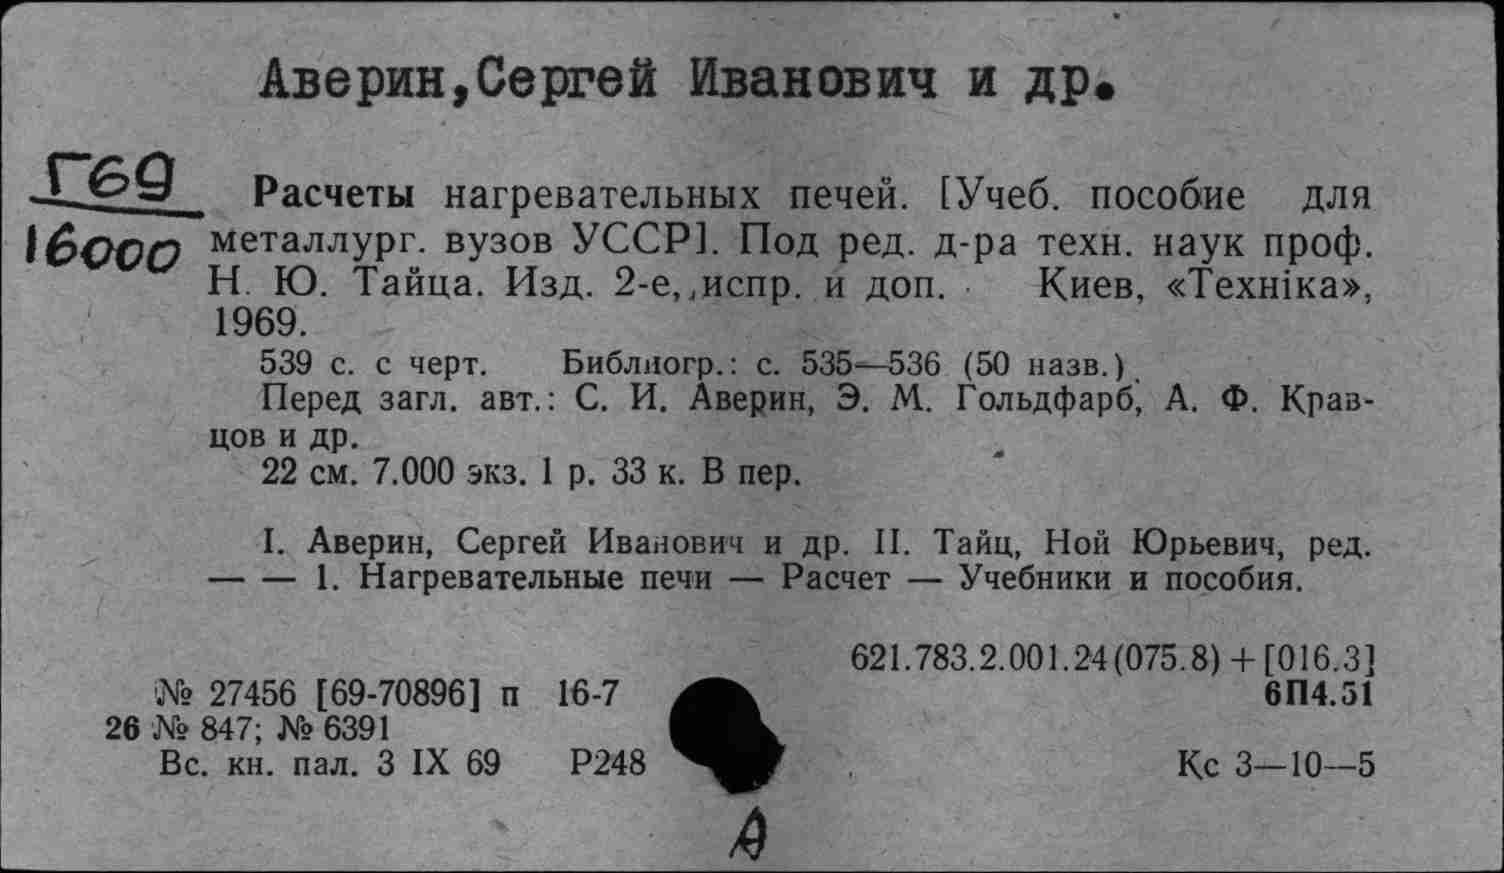 Аверин,Сергей Иванович и др.
Г69
16000
Расчеты нагревательных печей. [Учеб. пособие для
металлург. вузов УССР]. Под ред. д-ра техн. наук проф.
Н. Ю. Тайца. Изд. 2-е, испр. и доп. Киев, «Техніка»,
1969.
539 с. с черт. Библиогр.: с. 535—536 (50 назв.).
Перед загл. авт.: С. И. Аверин, Э. М. Гольдфарб, А. Ф. Крав-
цов и др.
22 см. 7.000 экз. 1 р. 33 к. В пер.
I. Аверин, Сергей Иванович и др. II. Тайц, Ной Юрьевич, ред.
— — 1. Нагревательные печи — Расчет — Учебники и пособия.
621.783.2.001.24(075.8) + [016.3]
№ 27456 [69-70896] п 16-7 6П4.51
26 № 847; № 6391
Вс. кн. пал. 3 IX 69 Р248 Кс 3—10—5
А